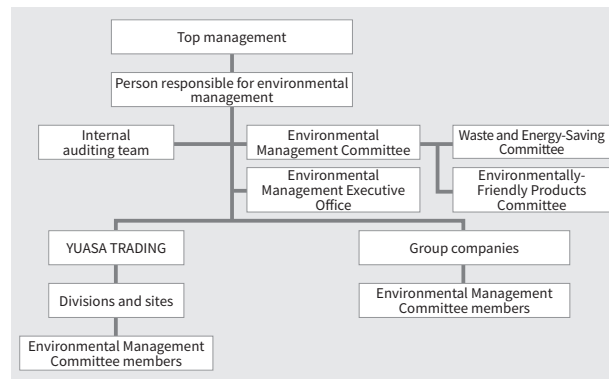 Top management
Person responsible for environmental
management
Internal
auditing team
Environmental
Management Committee
Waste and Energy-Saving
Committee
Environmental
Management Executive
Office
Environmentally-
Friendly Products
Committee
YUASA TRADING
Group companies
Divisions and sites
Environmental Management
Committee members
Environmental Management
Committee members